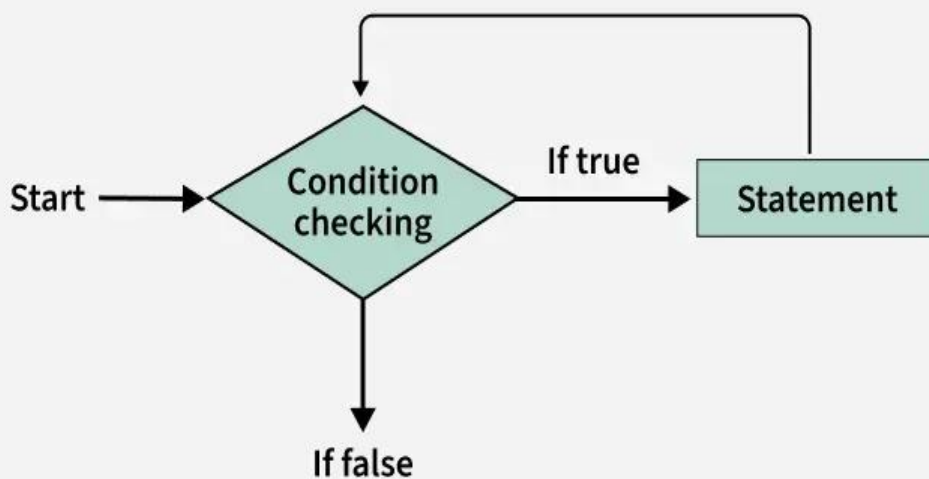 If true
Start
Condition
checking
Statement
If false